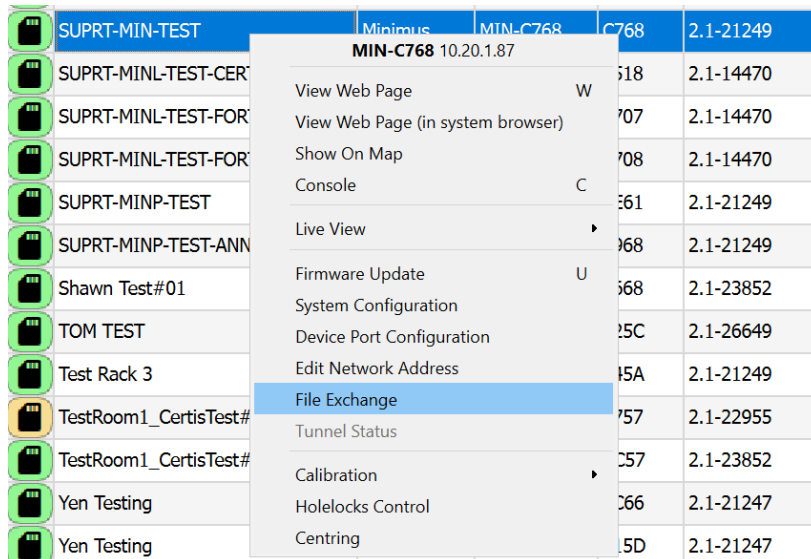 SUPRT-MIN-TEST Minimus MIN-C768 C768 2.1-21249
MIN-C768 10.20.1.87
SUPRT-MINL-TEST-CER 518 2.1-14470
View Web Page W
SUPRT-MINL-TEST-FOR 707 2.1-14470
View Web Page (in system browser)
SUPRT-MINL-TEST-FOR 708 2.1-14470
Show On Map
Console C
SUPRT-MINP-TEST E61 2.1-21249
Live View
SUPRT-MINP-TEST-ANN 968 2.1-21249
Firmware Update U
Shawn Test#01 668 2.1-23852
System Configuration
TOM TEST 25C 2.1-26649
Device Port Configuration
Edit Network Address
Test Rack 3 45A 2.1-21249
File Exchange
TestRoom1_CertisTest# 757 2.1-22955
Tunnel Status
TestRoom1_CertisTest# C57 2.1-23852
Calibration
Yen Testing C66 2.1-21247
Holelocks Control
Centring
Yen Testing 15D 2.1-21247